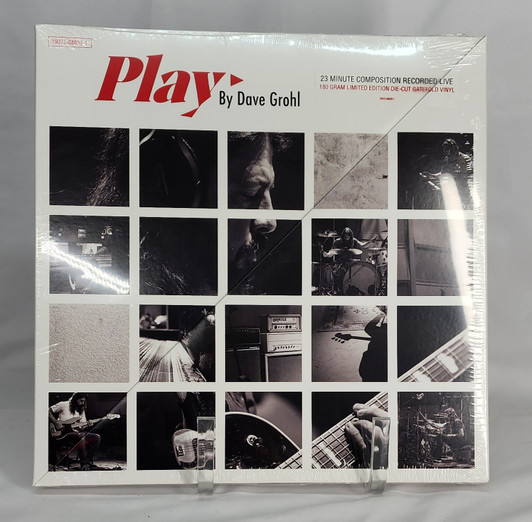 Play
By Dave Grohl
23 MINUTE COMPOSITION RECORDED LIVE
180 GRAM LIMITED EDITION DIE-CUT GATEFOLD VINYL